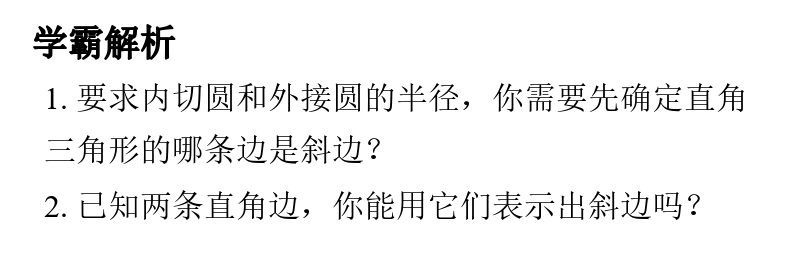 学霸解析
1. 要求内切圆和外接圆的半径，你需要先确定直角
三角形的哪条边是斜边？
2. 已知两条直角边，你能用它们表示出斜边吗？